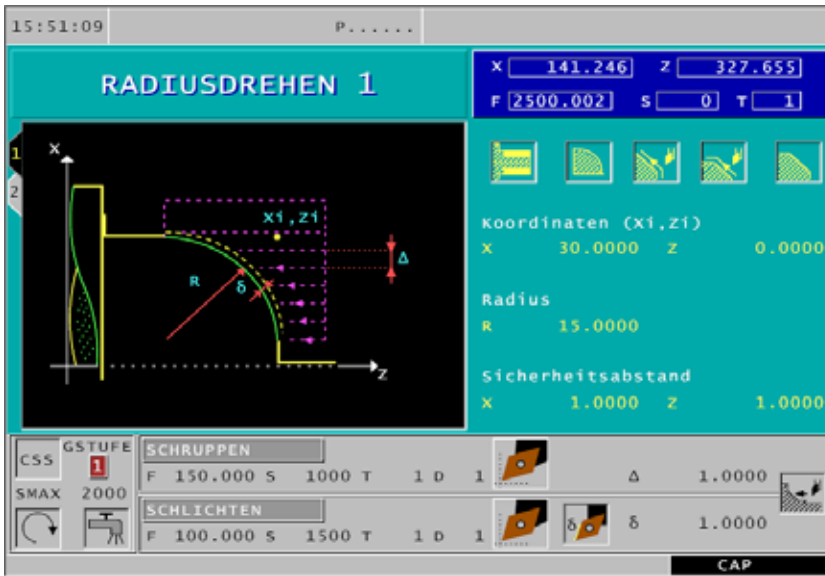 15:51:09 P......
RADIUSDREHEN 1
X 141.246 Z 327.655
F 2500.002 S 0 T 1
1
2
X
xi,zi
Δ
R
δ
Z
Koordinaten (xi,zi)
X 30.0000 Z 0.0000
Radius
R 15.0000
Sicherheitsabstand
X 1.0000 Z 1.0000
CSS
GSTUFE
1
SMAX 2000
SCHRUPPEN
F 150.000 S 1000 T 1 D 1 Δ 1.0000
SCHLICHTEN
F 100.000 S 1500 T 1 D 1 δ δ 1.0000
CAP